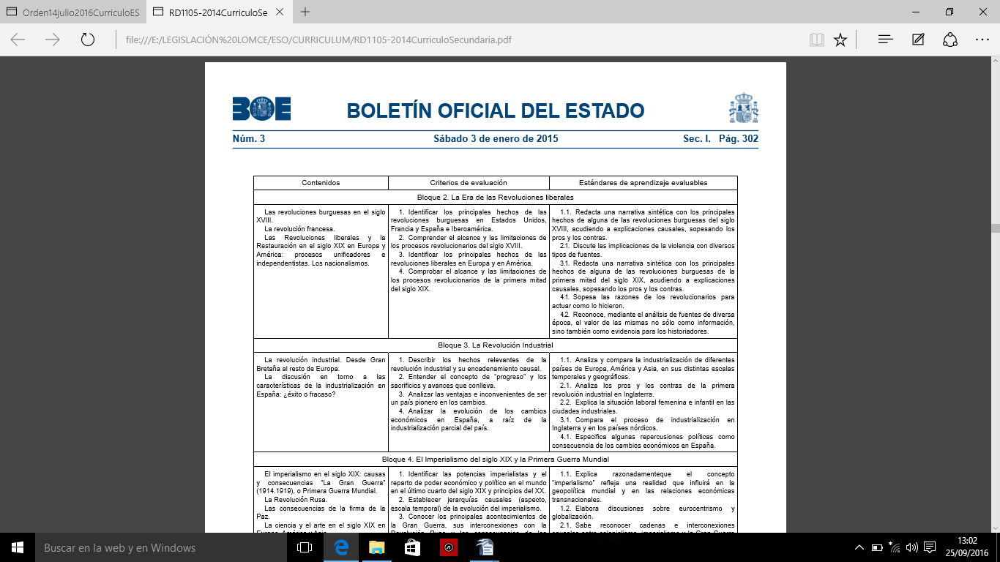 Orden14julio2016CurriculoES
RD1105-2014CurriculoSe
file:///E:/LEGISLACIÓN%20LOMCE/ESO/CURRICULUM/RD1105-2014CurriculoSecundaria.pdf
BOE
BOLETÍN OFICIAL DEL ESTADO
Núm. 3
Sábado 3 de enero de 2015
Sec. I. Pág. 302
Contenidos
Criterios de evaluación
Estándares de aprendizaje evaluables
Bloque 2. La Era de las Revoluciones liberales
Las revoluciones burguesas en el siglo
XVIII.
La revolución francesa.
Las Revoluciones liberales y la
Restauración en el siglo XIX en Europa y
América: procesos unificadores e
independentistas. Los nacionalismos.
1. Identificar los principales hechos de las
revoluciones burguesas en Estados Unidos,
Francia y España e Iberoamérica.
2. Comprender el alcance y las limitaciones de
los procesos revolucionarios del siglo XVIII.
3. Identificar los principales hechos de las
revoluciones liberales en Europa y en América.
4. Comprobar el alcance y las limitaciones de
los procesos revolucionarios de la primera mitad
del siglo XIX.
1.1. Redacta una narrativa sintética con los principales
hechos de alguna de las revoluciones burguesas del siglo
XVIII, acudiendo a explicaciones causales, sopesando los
pros y los contras.
2.1. Discute las implicaciones de la violencia con diversos
tipos de fuentes.
3.1. Redacta una narrativa sintética con los principales
hechos de alguna de las revoluciones burguesas de la
primera mitad del siglo XIX, acudiendo a explicaciones
causales, sopesando los pros y los contras.
4.1. Sopesa las razones de los revolucionarios para
actuar como lo hicieron.
4.2. Reconoce, mediante el análisis de fuentes de diversa
época, el valor de las mismas no sólo como información,
sino también como evidencia para los historiadores.
Bloque 3. La Revolución Industrial
La revolución industrial. Desde Gran
Bretaña al resto de Europa.
La discusión en torno a las
características de la industrialización en
España: ¿éxito o fracaso?
1. Describir los hechos relevantes de la
revolución industrial y su encadenamiento causal.
2. Entender el concepto de "progreso" y los
sacrificios y avances que conlleva.
3. Analizar las ventajas e inconvenientes de ser
un país pionero en los cambios.
4. Analizar la evolución de los cambios
económicos en España, a raíz de la
industrialización parcial del país.
1.1. Analiza y compara la industrialización de diferentes
países de Europa, América y Asia, en sus distintas escalas
temporales y geográficas.
2.1. Analiza los pros y los contras de la primera
revolución industrial en Inglaterra.
2.2. Explica la situación laboral femenina e infantil en las
ciudades industriales.
3.1. Compara el proceso de industrialización en
Inglaterra y en los países nórdicos.
4.1. Especifica algunas repercusiones políticas como
consecuencia de los cambios económicos en España.
Bloque 4. El Imperialismo del siglo XIX y la Primera Guerra Mundial
El imperialismo en el siglo XIX: causas
y consecuencias "La Gran Guerra"
(1914.1919), o Primera Guerra Mundial.
La Revolución Rusa.
Las consecuencias de la firma de la
Paz.
La ciencia y el arte en el siglo XIX en
Europa, América y Asia.
1. Identificar las potencias imperialistas y el
reparto de poder económico y político en el mundo
en el último cuarto del siglo XIX y principios del XX.
2. Establecer jerarquías causales (aspecto,
escala temporal) de la evolución del imperialismo.
3. Conocer los principales acontecimientos de
la Gran Guerra, sus interconexiones con la
1.1. Explica razonadamenteque el concepto
"imperialismo" refleja una realidad que influirá en la
geopolítica mundial y en las relaciones económicas
transnacionales.
1.2. Elabora discusiones sobre eurocentrismo y
globalización.
2.1. Sabe reconocer cadenas e interconexiones
Buscar en la web y en Windows
13:02
25/09/2016